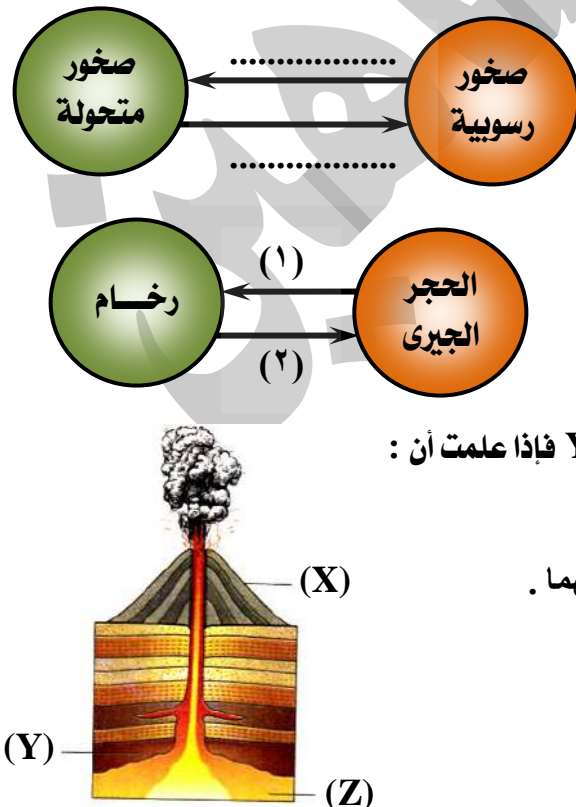 صخور رسوبية
....................
صخور متحولة
....................
الحجر الجيرى
(١)
رخـــام
(٢)
Y فإذا علمت أن :
هما .
(X)
(Y)
(Z)